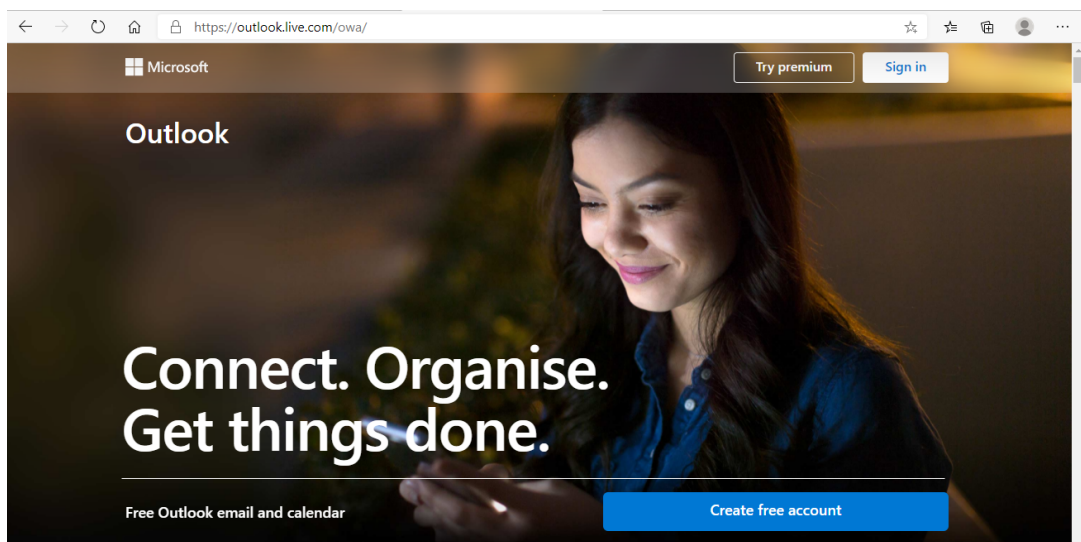 https://outlook.live.com/owa/
Microsoft
Try premium
Sign in
Outlook
Connect. Organise.
Get things done.
Free Outlook email and calendar
Create free account